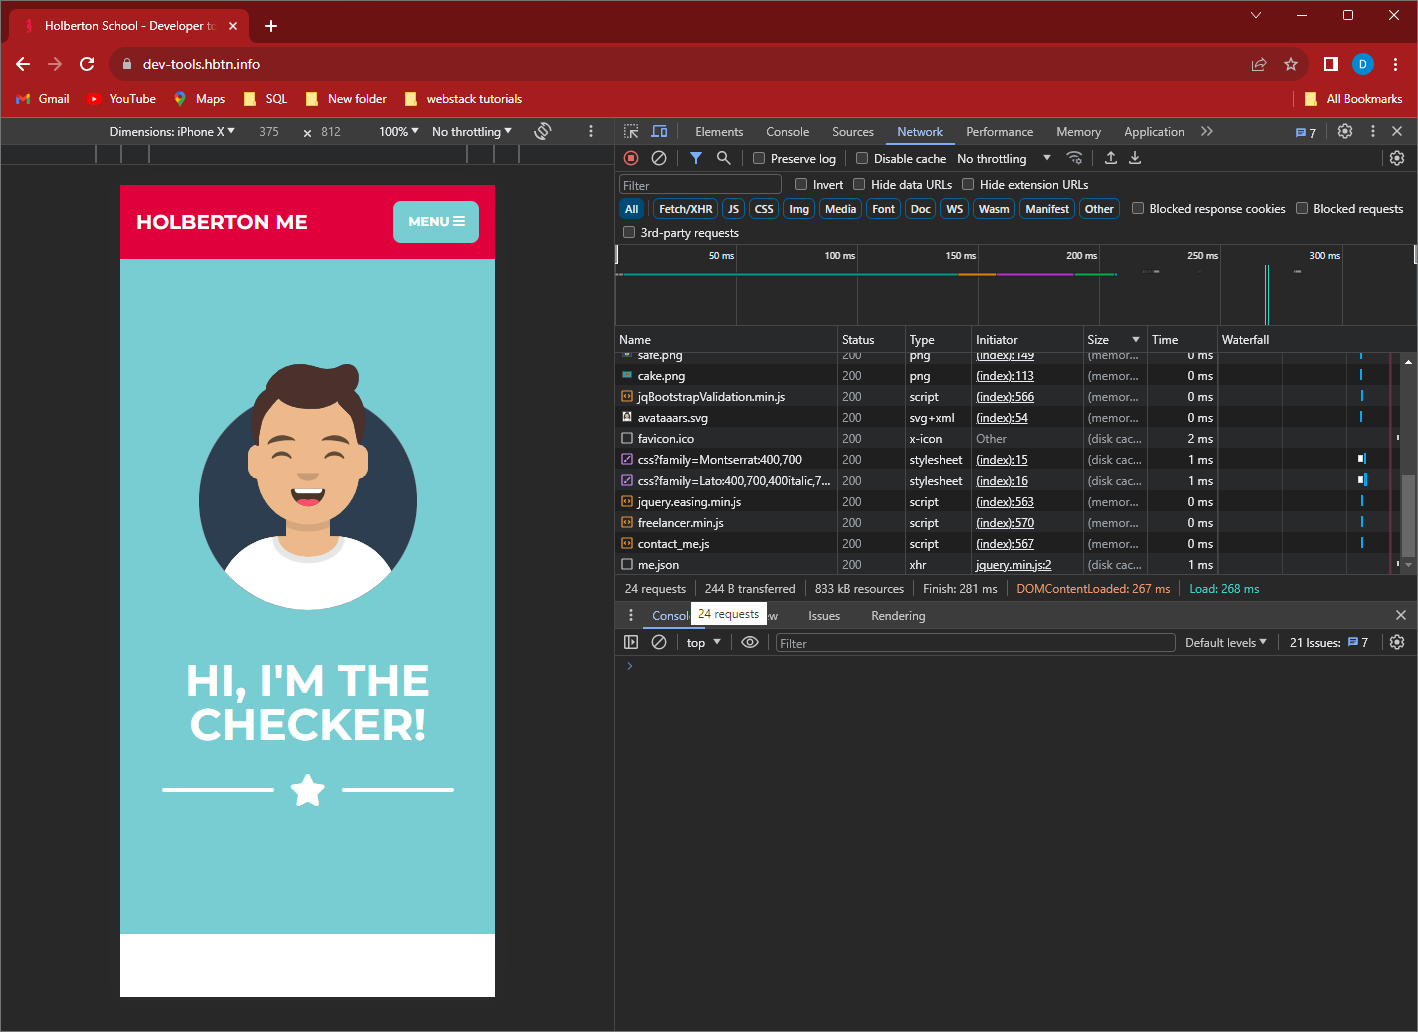 Holberton School - Developer to
dev-tools.hbtn.info
D
Gmail YouTube Maps SQL New folder webstack tutorials All Bookmarks
Dimensions: iPhone X 375 × 812 100% No throttling
Elements Console Sources Network Performance Memory Application 7
Preserve log Disable cache No throttling
Filter Invert Hide data URLs Hide extension URLs
All Fetch/XHR JS CSS Img Media Font Doc WS Wasm Manifest Other Blocked response cookies Blocked requests
3rd-party requests
50 ms 100 ms 150 ms 200 ms 250 ms 300 ms
Name Status Type Initiator Size Time Waterfall
safe.png 200 png (index):149 (memor... 0 ms
cake.png 200 png (index):113 (memor... 0 ms
jqBootstrapValidation.min.js 200 script (index):566 (memor... 0 ms
avataaars.svg 200 svg+xml (index):54 (memor... 0 ms
favicon.ico 200 x-icon Other (disk cac... 2 ms
css?family=Montserrat:400,700 200 stylesheet (index):15 (disk cac... 1 ms
css?family=Lato:400,700,400italic,7... 200 stylesheet (index):16 (disk cac... 1 ms
jquery.easing.min.js 200 script (index):563 (memor... 0 ms
freelancer.min.js 200 script (index):570 (memor... 0 ms
contact_me.js 200 script (index):567 (memor... 0 ms
me.json 200 xhr jquery.min.js:2 (disk cac... 1 ms
24 requests 244 B transferred 833 kB resources Finish: 281 ms DOMContentLoaded: 267 ms Load: 268 ms
Consol 24 requests ew Issues Rendering
top Filter Default levels 21 Issues: 7
HOLBERTON ME MENU
HI, I'M THE
CHECKER!